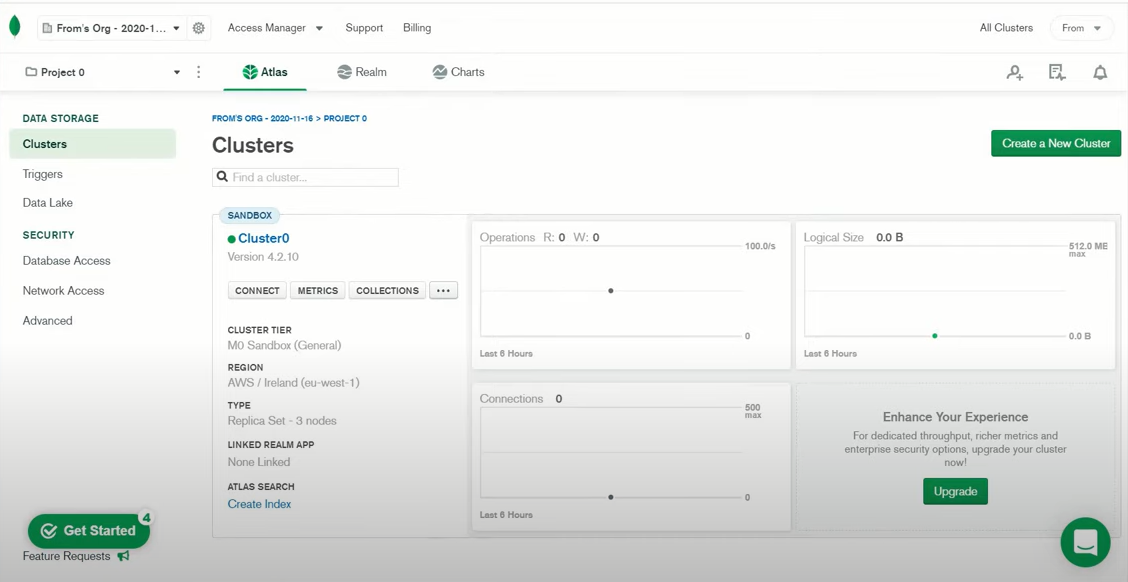 From's Org - 2020-1...
Access Manager
Support
Billing
All Clusters
From
Project 0
Atlas
Realm
Charts
DATA STORAGE
Clusters
Triggers
Data Lake
SECURITY
Database Access
Network Access
Advanced
FROM'S ORG - 2020-11-16 > PROJECT 0
Clusters
Create a New Cluster
Find a cluster...
SANDBOX
Cluster0
Version 4.2.10
CONNECT
METRICS
COLLECTIONS
...
CLUSTER TIER
M0 Sandbox (General)
REGION
AWS / Ireland (eu-west-1)
TYPE
Replica Set - 3 nodes
LINKED REALM APP
None Linked
ATLAS SEARCH
Create Index
Operations R: 0 W: 0
100.0/s
0
Last 6 Hours
Logical Size 0.0 B
512.0 MB
max
0.0 B
Last 6 Hours
Connections 0
500
max
0
Last 6 Hours
Enhance Your Experience
For dedicated throughput, richer metrics and
enterprise security options, upgrade your cluster
now!
Upgrade
Get Started
4
Feature Requests